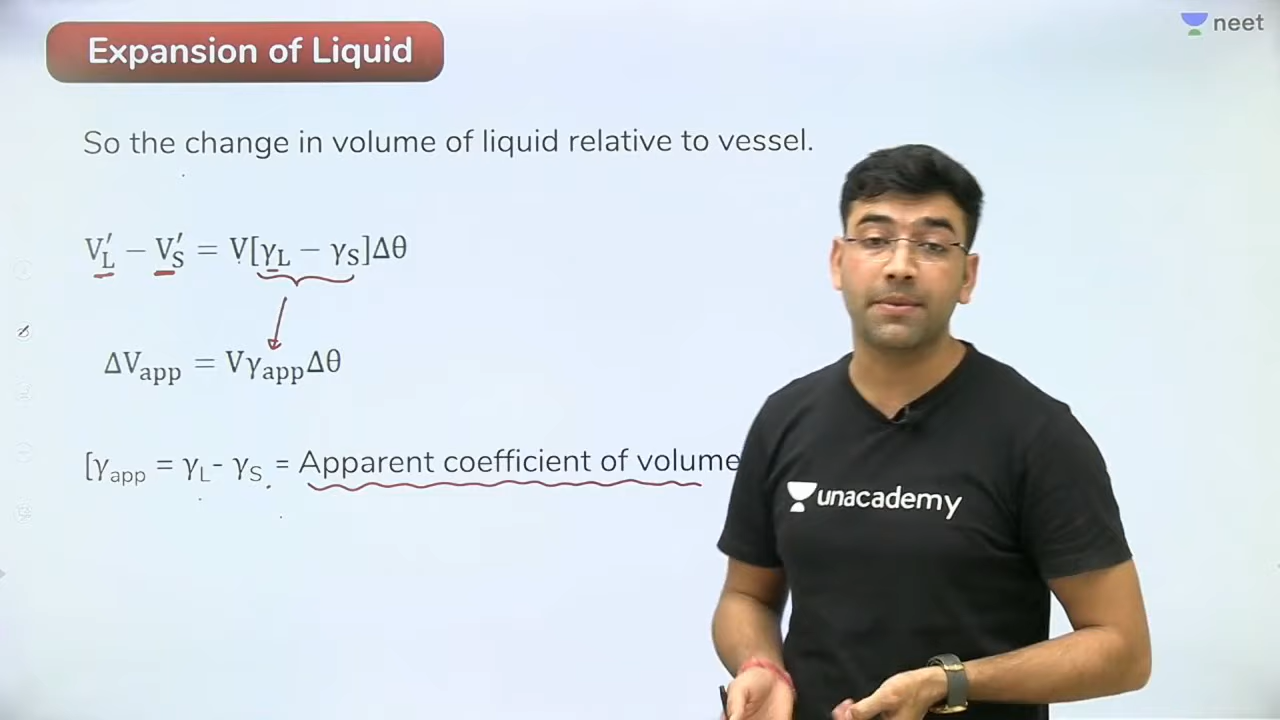 Expansion of Liquid
neet
So the change in volume of liquid relative to vessel.
V′L − V′S = V[γL − γS]Δθ
ΔVapp = VγappΔθ
[γapp = γL- γS = Apparent coefficient of volume
unacademy